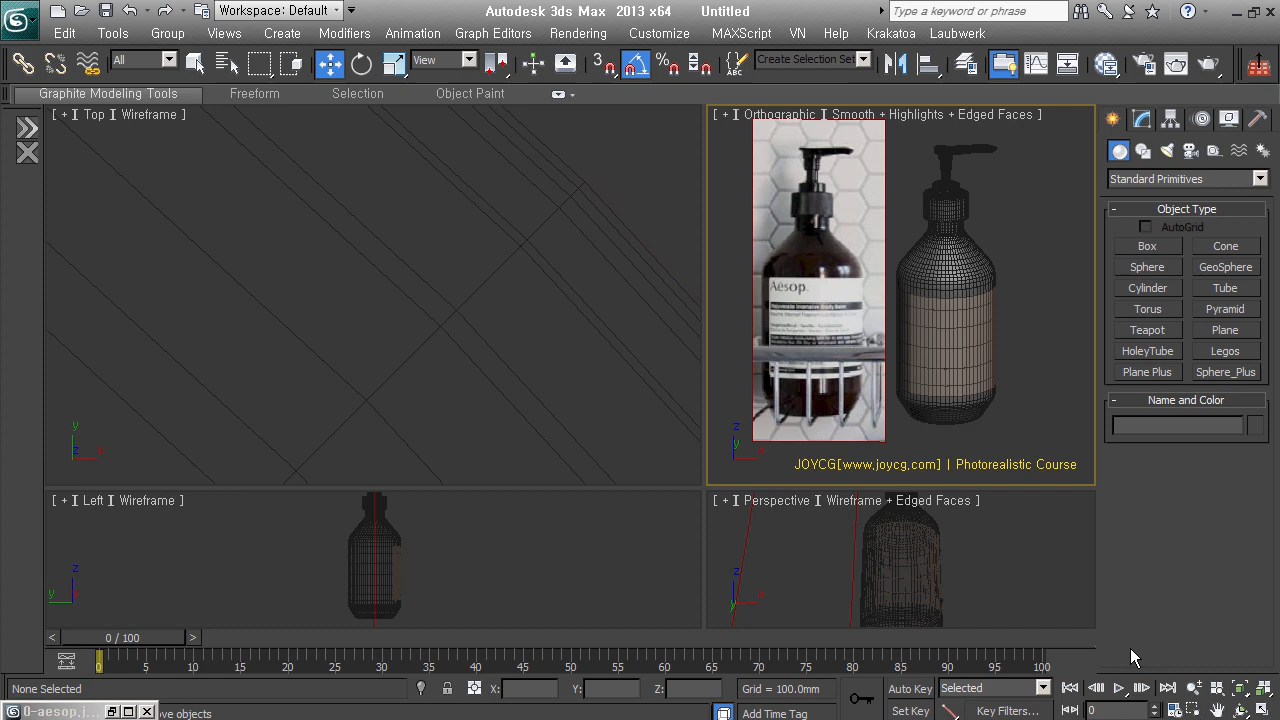 Workspace: Default
Autodesk 3ds Max 2013 x64 Untitled
Type a keyword or phrase
Edit Tools Group Views Create Modifiers Animation Graph Editors Rendering Customize MAXScript VN Help Krakatoa Laubwerk
All
View
3
Create Selection Set
Graphite Modeling Tools Freeform Selection Object Paint
[ + ] Top ] Wireframe ]
[ + ] Orthographic ] Smooth + Highlights + Edged Faces ]
Aēsop.
JOYCG[www.joycg.com] | Photorealistic Course
[ + ] Left ] Wireframe ]
[ + ] Perspective ] Wireframe + Edged Faces ]
Standard Primitives
- Object Type
AutoGrid
Box Cone
Sphere GeoSphere
Cylinder Tube
Torus Pyramid
Teapot Plane
HoleyTube Legos
Plane Plus Sphere_Plus
- Name and Color
y
z x
z
y x
z
y
z
y x
< 0 / 100 >
0 5 10 15 20 25 30 35 40 45 50 55 60 65 70 75 80 85 90 95 100
None Selected
X: Y: Z:
Grid = 100.0mm
Auto Key Selected
0-aesop.j...
ove objects
Add Time Tag
Set Key Key Filters...
0